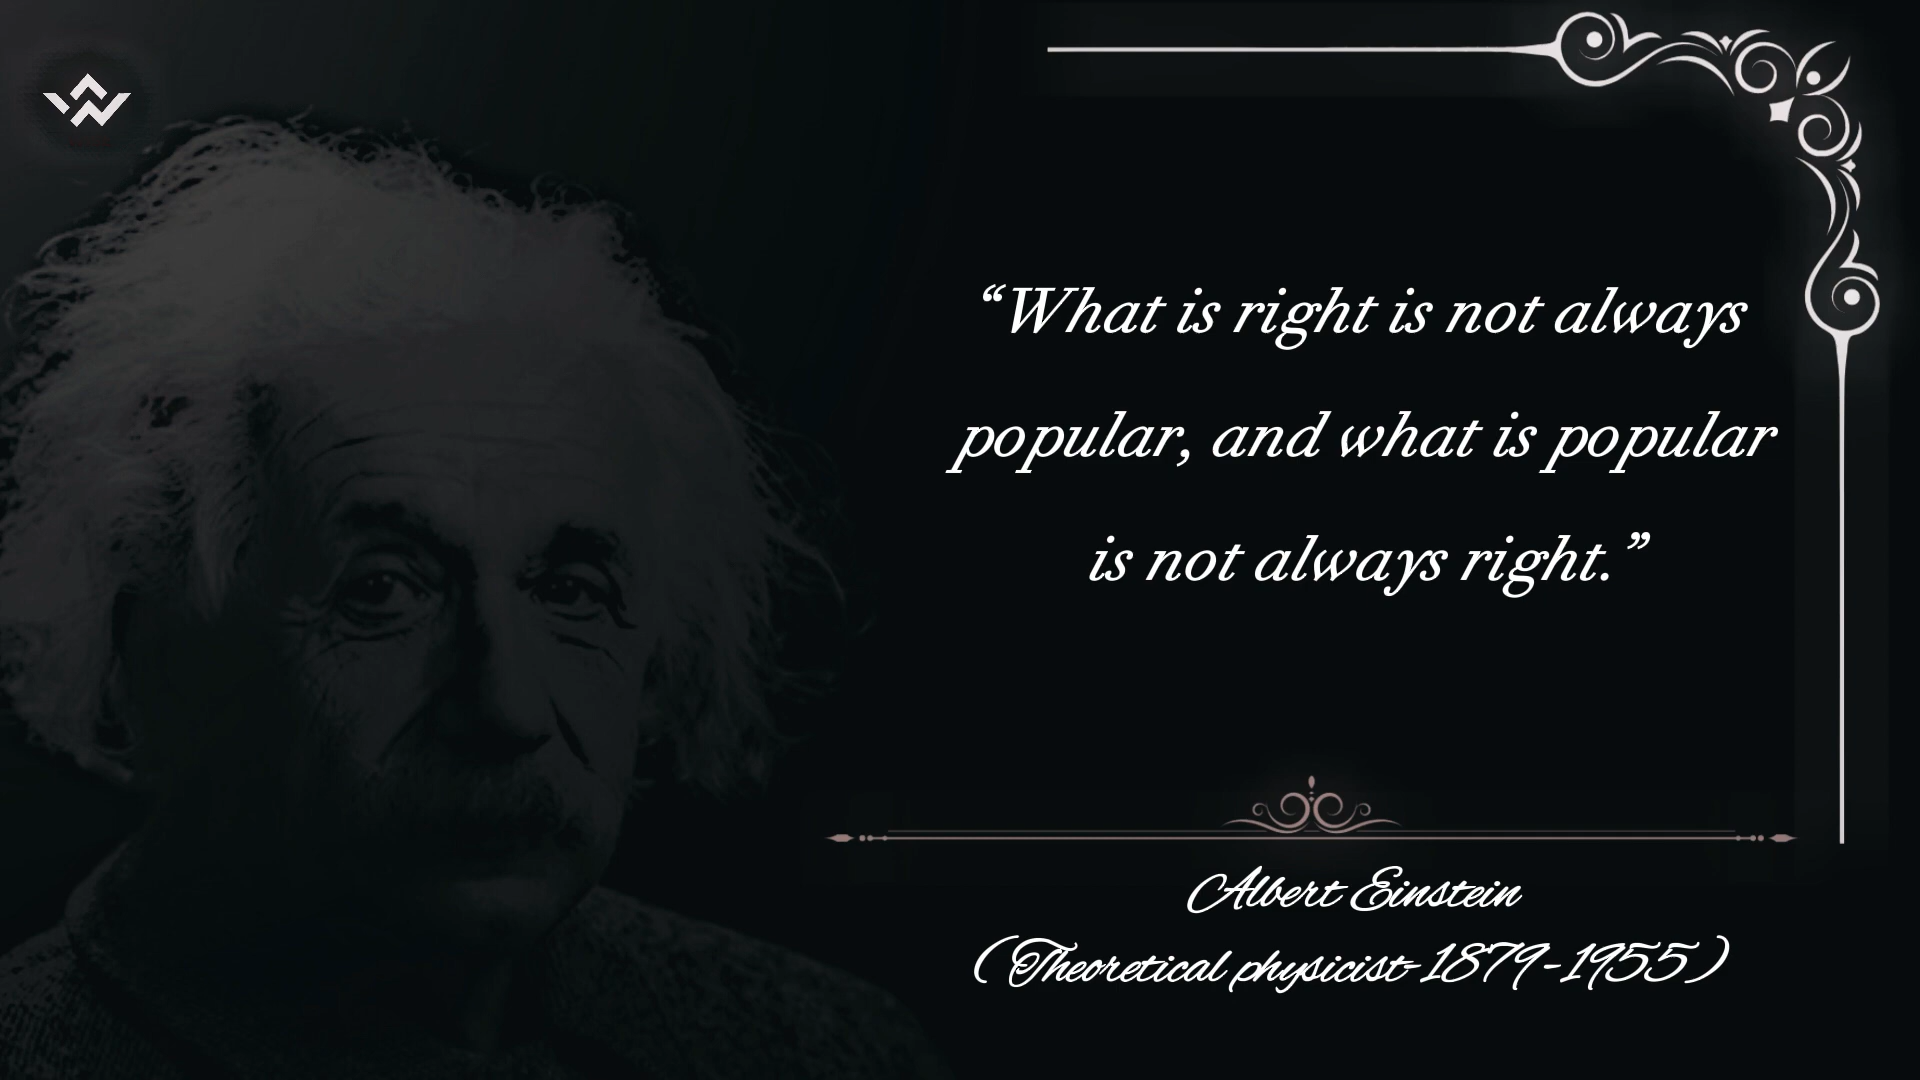 “What is right is not always
popular, and what is popular
is not always right.”
Albert Einstein
(Theoretical physicist-1879-1955)